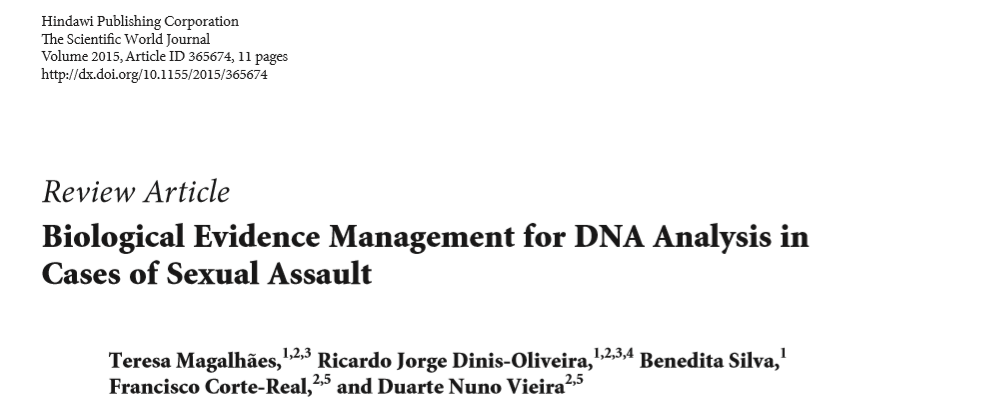 Hindawi Publishing Corporation
The Scientific World Journal
Volume 2015, Article ID 365674, 11 pages
http://dx.doi.org/10.1155/2015/365674
Review Article
Biological Evidence Management for DNA Analysis in
Cases of Sexual Assault
Teresa Magalhães,1,2,3 Ricardo Jorge Dinis-Oliveira,1,2,3,4 Benedita Silva,1
Francisco Corte-Real,2,5 and Duarte Nuno Vieira2,5